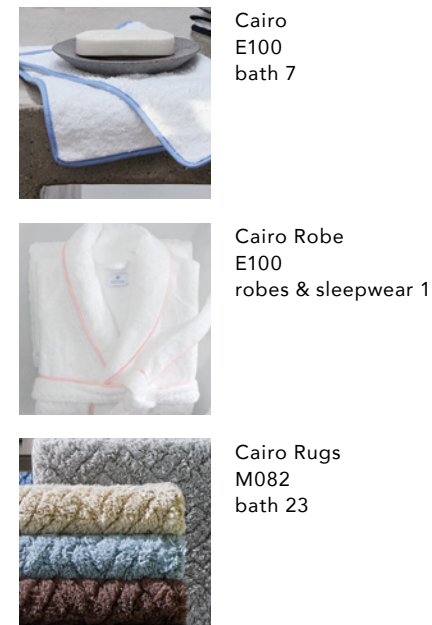 Cairo
E100
bath 7
Cairo Robe
E100
robes & sleepwear 1
Cairo Rugs
M082
bath 23